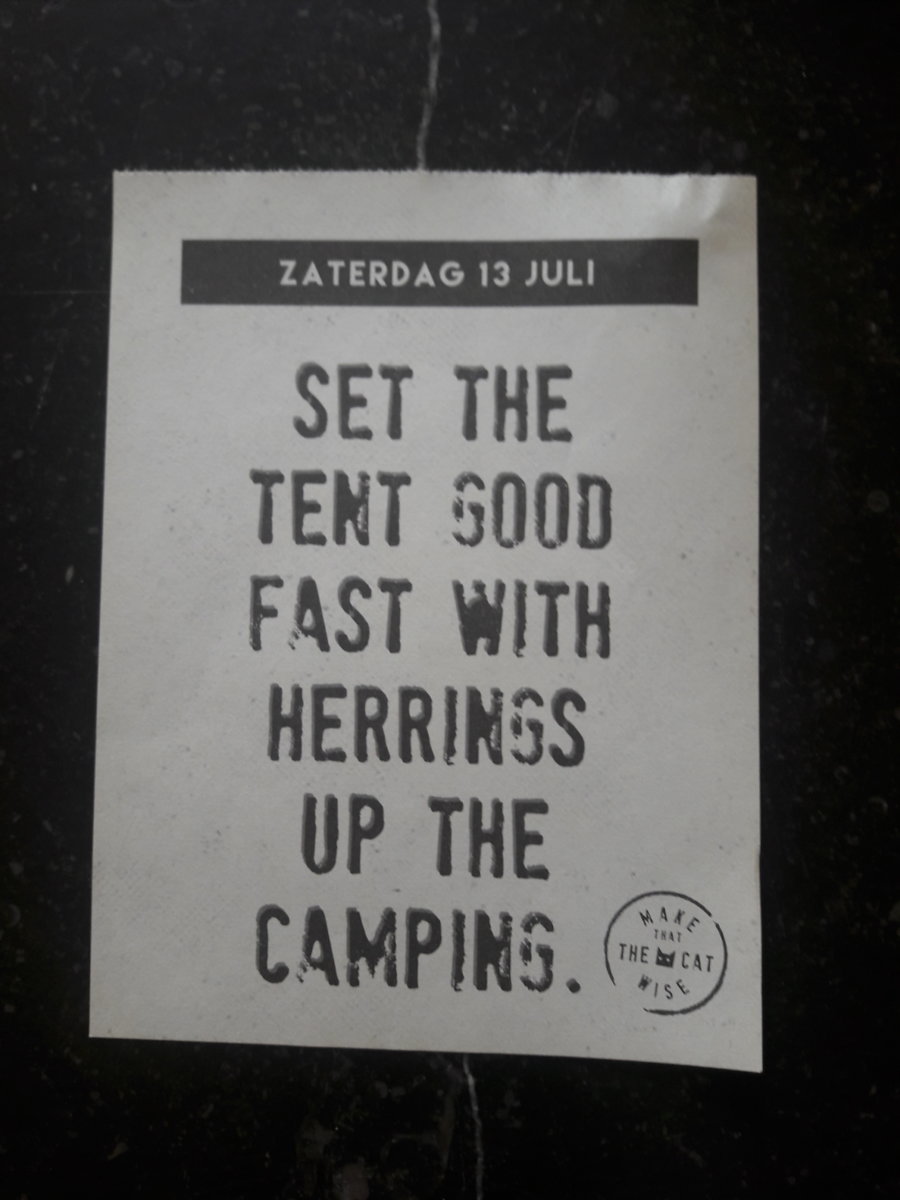 ZATERDAG 13 JULI
SET THE
TENT GOOD
FAST WITH
HERRINGS
UP THE
CAMPING.
MAKE
THAT
THE CAT
WISE